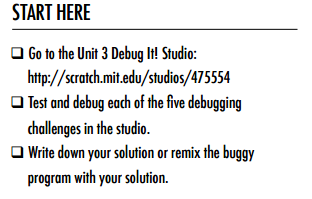 START HERE
❑ Go to the Unit 3 Debug It! Studio:
http://scratch.mit.edu/studios/475554
❑ Test and debug each of the five debugging
challenges in the studio.
❑ Write down your solution or remix the buggy
program with your solution.